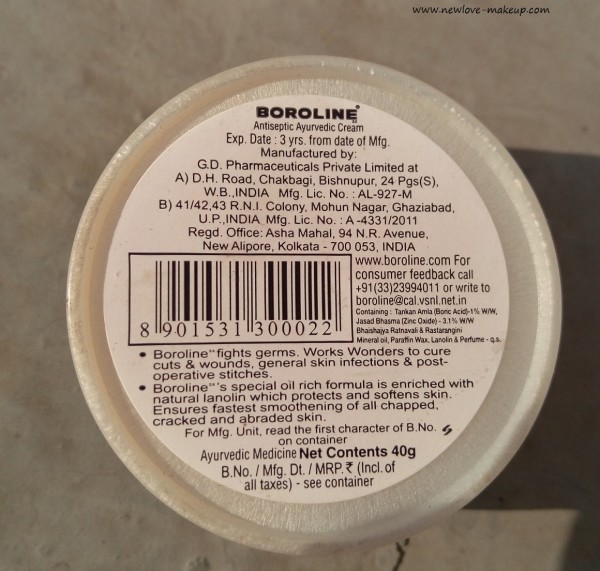 www.newlove-makeup.com
BOROLINE®
Antiseptic Ayurvedic Cream
Exp. Date : 3 yrs. from date of Mfg.
Manufactured by:
G.D. Pharmaceuticals Private Limited at
A) D.H. Road, Chakbagi, Bishnupur, 24 Pgs(S),
W.B.,INDIA Mfg. Lic. No. : AL-927-M
B) 41/42,43 R.N.I. Colony, Mohun Nagar, Ghaziabad,
U.P.,INDIA Mfg. Lic. No. : A -4331/2011
Regd. Office: Asha Mahal, 94 N.R. Avenue,
New Alipore, Kolkata - 700 053, INDIA
www.boroline.com For
consumer feedback call
+91(33)23994011 or write to
boroline@cal.vsnl.net.in
Containing : Tankan Amla (Boric Acid)-1% W/W,
Jasad Bhasma (Zinc Oxide) - 3.1% W/W
Bhaishajya Ratnavali & Rastarangini
Mineral oil, Paraffin Wax, Lanolin & Perfume - q.s.
8 901531 300022
• Boroline™ fights germs. Works Wonders to cure
cuts & wounds, general skin infections & post-
operative stitches.
• Boroline™'s special oil rich formula is enriched with
natural lanolin which protects and softens skin.
Ensures fastest smoothening of all chapped,
cracked and abraded skin.
For Mfg. Unit, read the first character of B.No.
on container
Ayurvedic Medicine Net Contents 40g
B.No. / Mfg. Dt. / MRP.₹ (Incl. of
all taxes) - see container